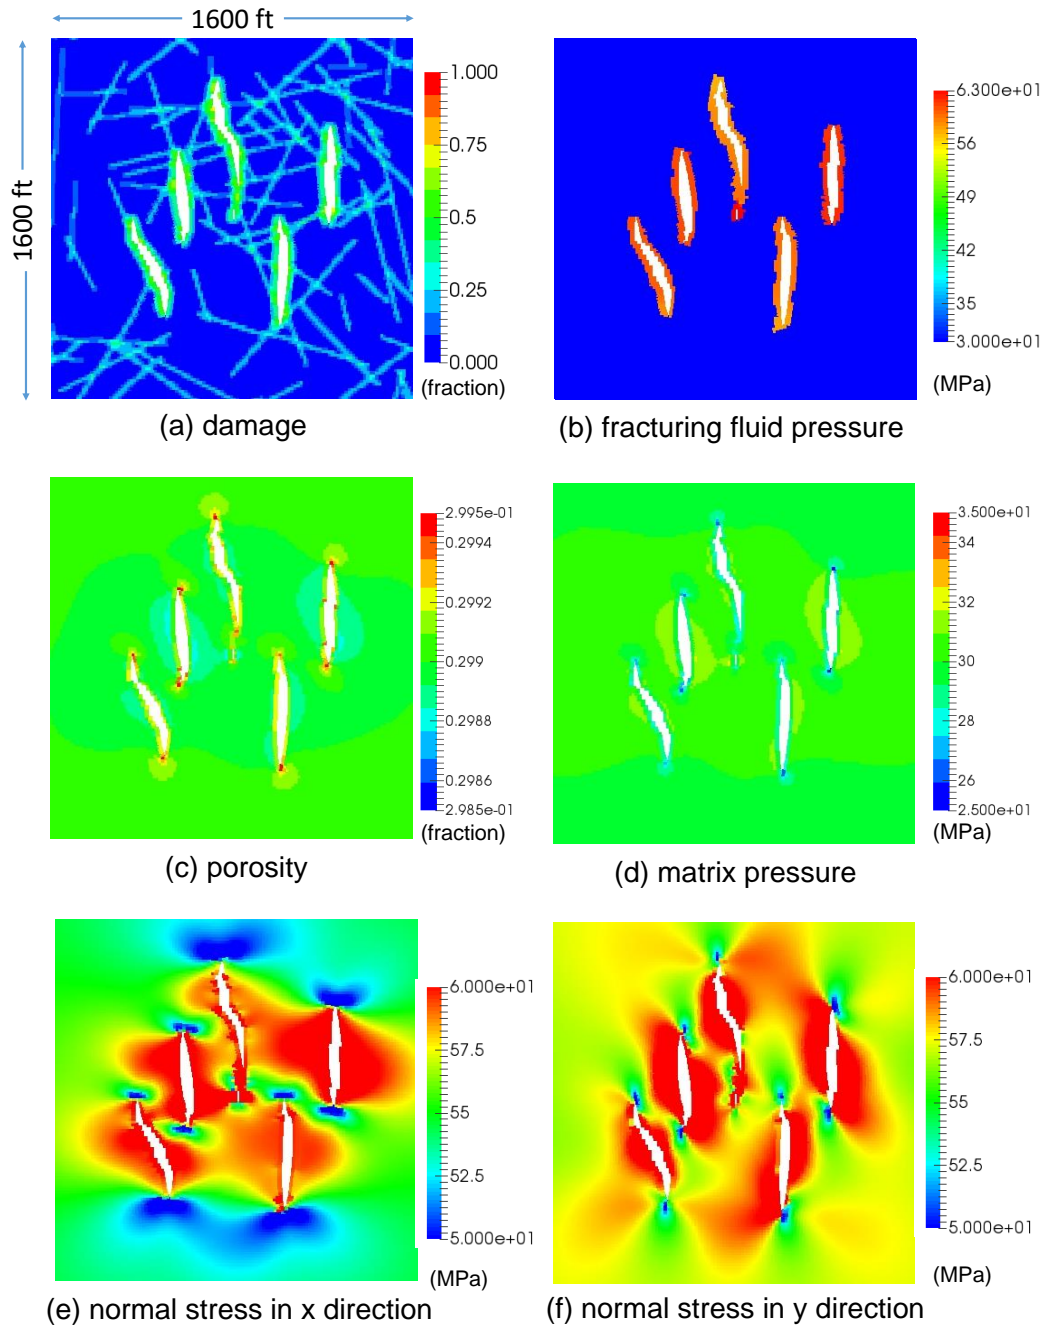 1600 ft
1600 ft
1.000
0.75
0.5
0.25
0.000
(fraction)
(a) damage
6.300e+01
56
49
42
35
3.000e+01
(MPa)
(b) fracturing fluid pressure
2.995e-01
0.2994
0.2992
0.299
0.2988
0.2986
2.985e-01
(fraction)
(c) porosity
3.500e+01
34
32
30
28
26
2.500e+01
(MPa)
(d) matrix pressure
6.000e+01
57.5
55
52.5
5.000e+01
(MPa)
(e) normal stress in x direction
6.000e+01
57.5
55
52.5
5.000e+01
(MPa)
(f) normal stress in y direction